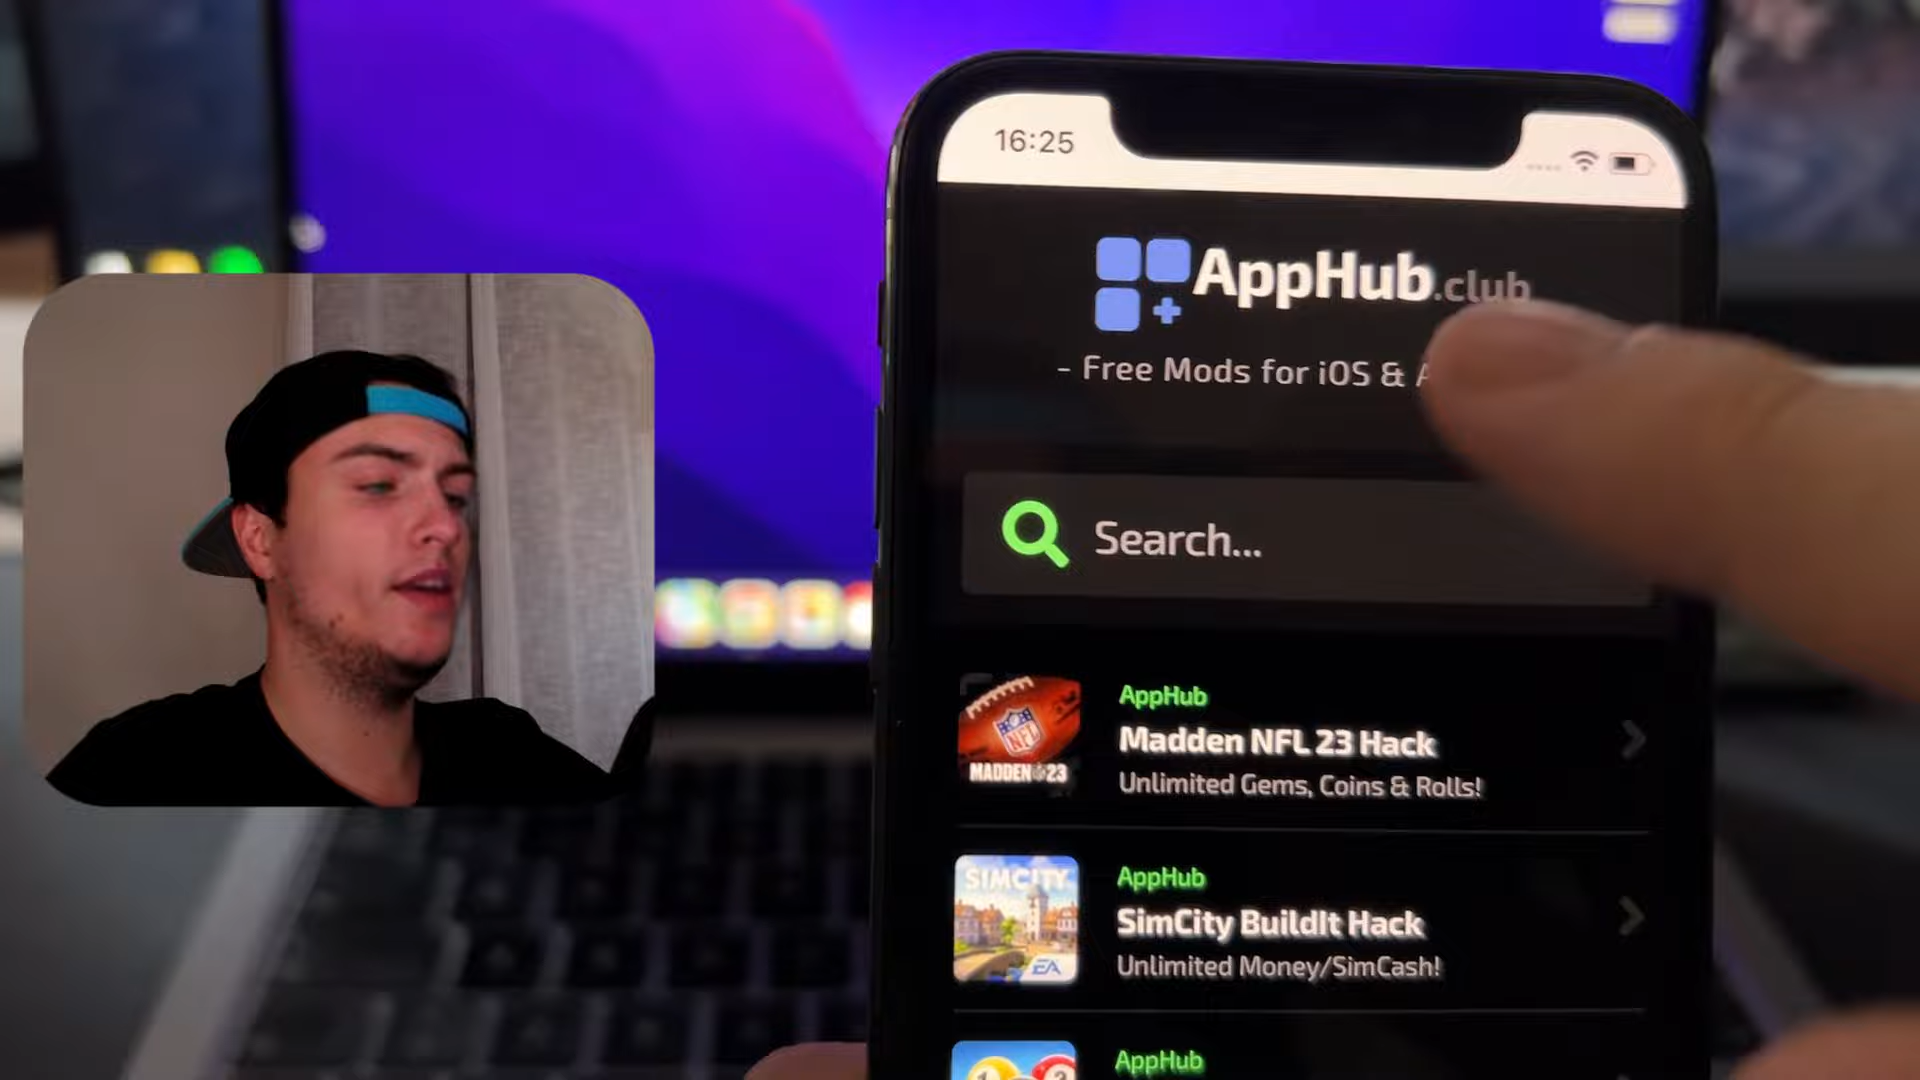 16:25
AppHub.club
- Free Mods for iOS &
Search...
AppHub
Madden NFL 23 Hack
Unlimited Gems, Coins & Rolls!
NFL
MADDEN 23
AppHub
SimCity BuildIt Hack
Unlimited Money/SimCash!
SIMCITY
EA
AppHub